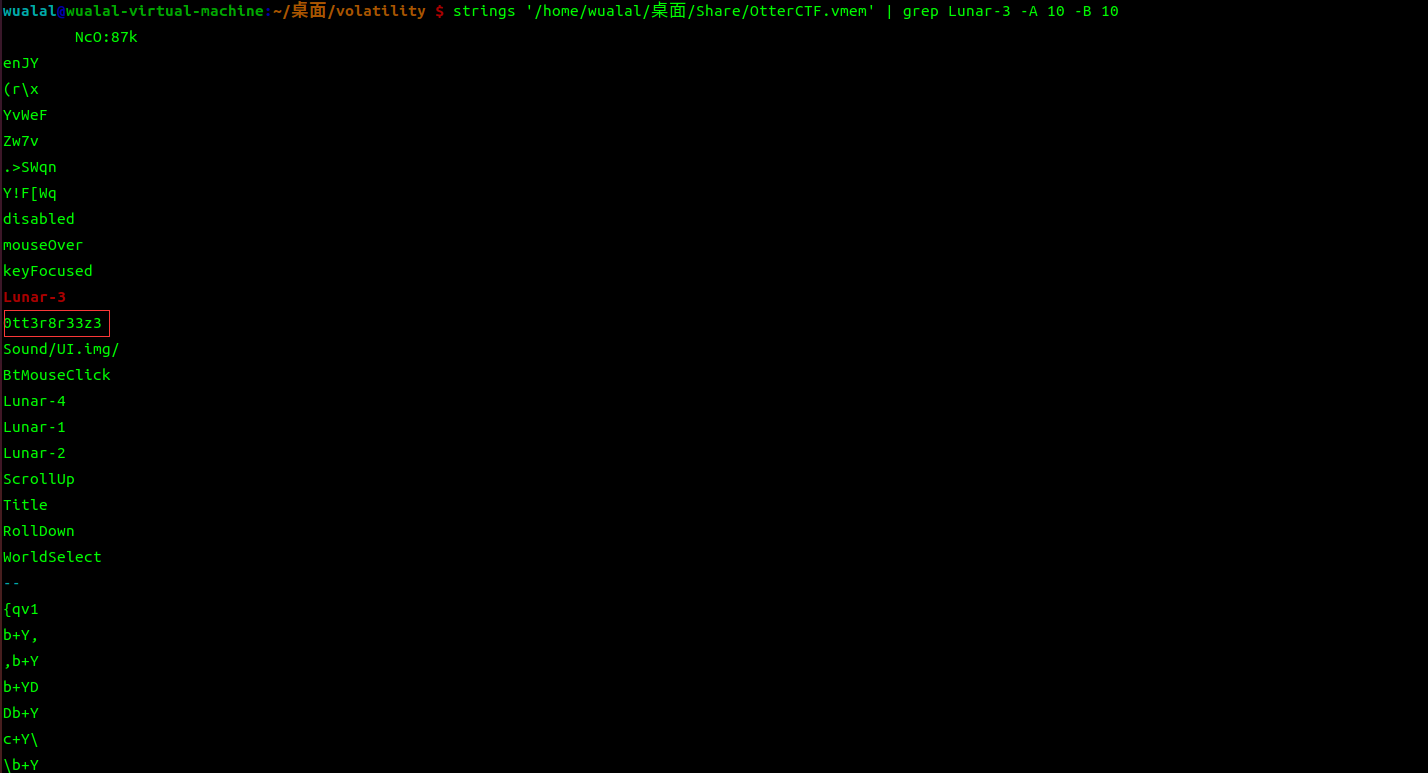 wualal@wualal-virtual-machine:~/桌面/volatility $ strings '/home/wualal/桌面/Share/OtterCTF.vmem' | grep Lunar-3 -A 10 -B 10
NcO:87k
enJY
(r\x
YvWeF
Zw7v
.>SWqn
Y!F[Wq
disabled
mouseOver
keyFocused
Lunar-3
0tt3r8r33z3
Sound/UI.img/
BtMouseClick
Lunar-4
Lunar-1
Lunar-2
ScrollUp
Title
RollDown
WorldSelect
--
{qv1
b+Y,
,b+Y
b+YD
Db+Y
c+Y\
\b+Y